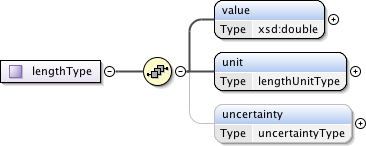 value
Type xsd:double
lengthType
unit
Type lengthUnitType
uncertainty
Type uncertaintyType